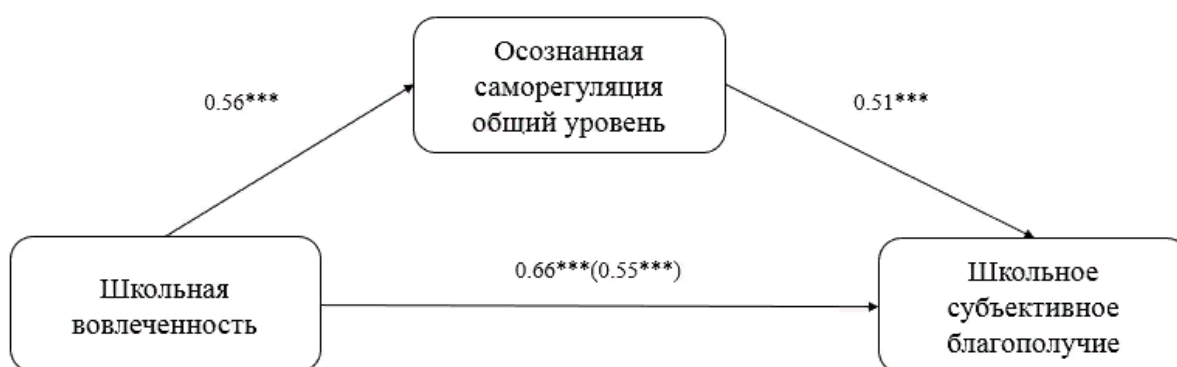 Осознанная
саморегуляция
общий уровень
0.56***
0.51***
Школьная
вовлеченность
0.66***(0.55***)
Школьное
субъективное
благополучие